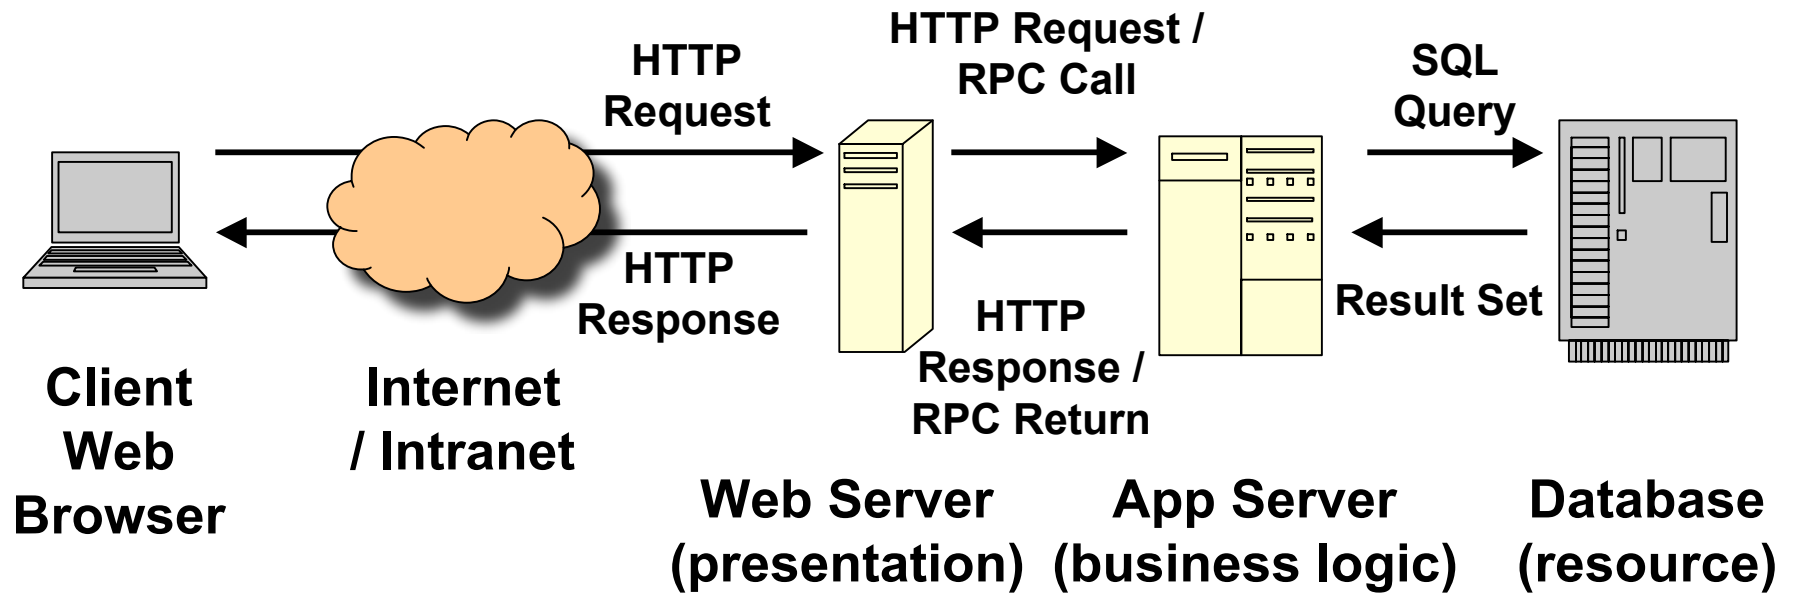 HTTP
Request
HTTP Request /
RPC Call
SQL
Query
HTTP
Response
HTTP
Response /
RPC Return
Result Set
Client
Web
Browser
Internet
/ Intranet
Web Server
(presentation)
App Server
(business logic)
Database
(resource)